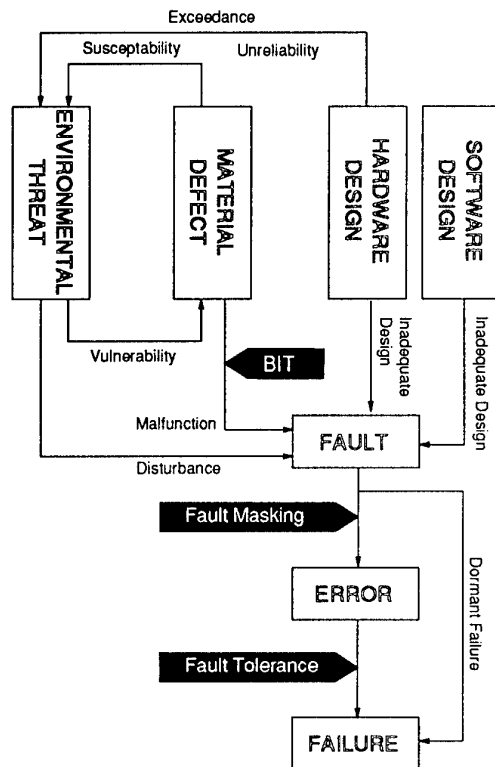 Exceedance
Susceptability
Unreliability
ENVIRONMENTAL
THREAT
MATERIAL
DEFECT
HARDWARE
DESIGN
SOFTWARE
DESIGN
Vulnerability
BIT
Inadequate
Design
Inadequate Design
Malfunction
FAULT
Disturbance
Fault Masking
Dormant Failure
ERROR
Fault Tolerance
FAILURE